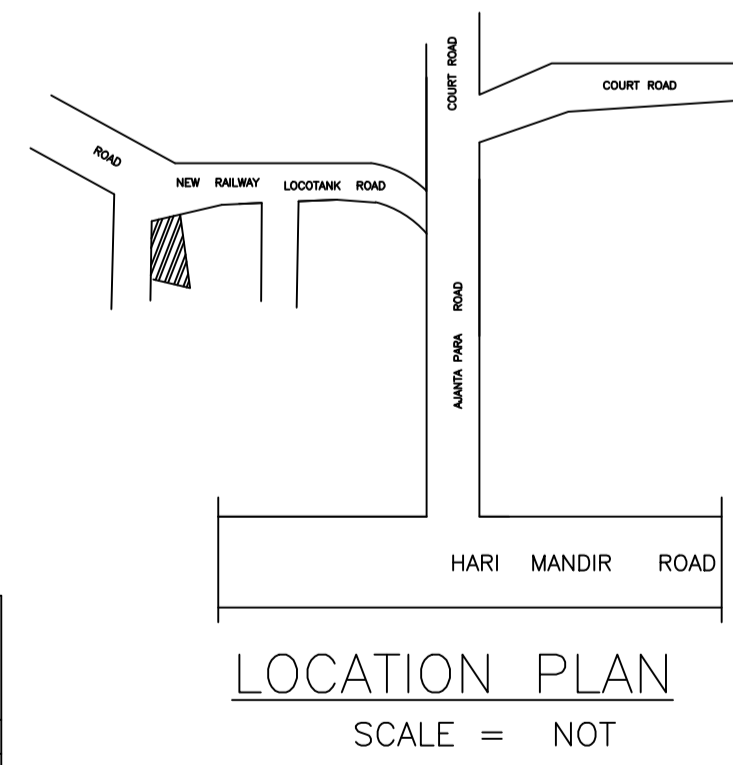 COURT ROAD
COURT ROAD
ROAD
NEW RAILWAY LOCOTANK ROAD
AJANTA PARA ROAD
HARI MANDIR ROAD
LOCATION PLAN
SCALE = NOT